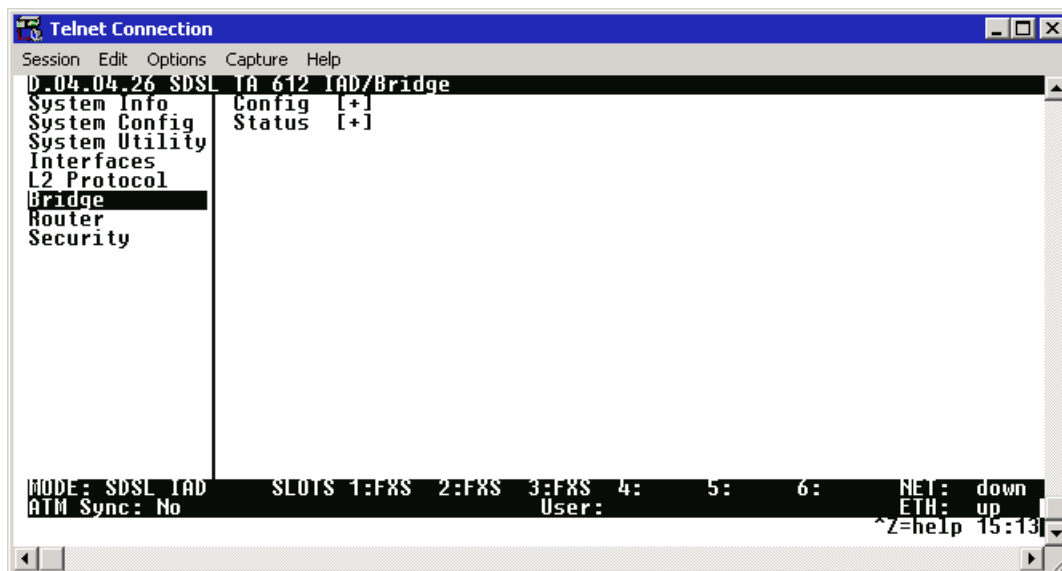 Telnet Connection
Session Edit Options Capture Help
D.04.04.26 SDSL TA 612 IAD/Bridge
System Info Config [+]
System Config Status [+]
System Utility
Interfaces
L2 Protocol
Bridge
Router
Security
MODE: SDSL IAD SLOTS 1:FXS 2:FXS 3:FXS 4: 5: 6: NET: down
ATM Sync: No User: ETH: up
^Z=help 15:13